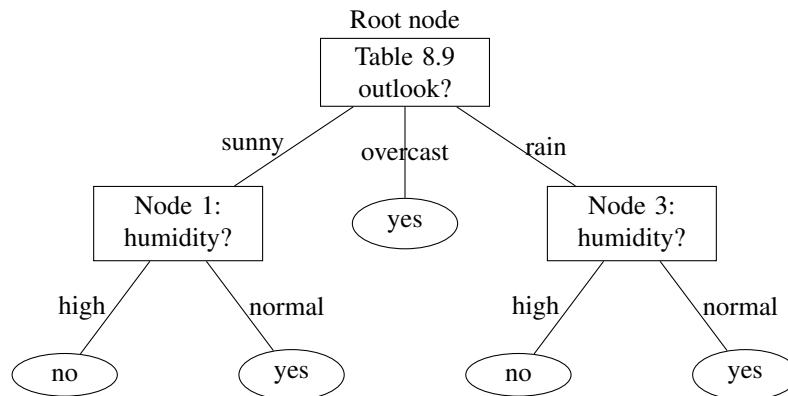 Root node
Table 8.9
outlook?
sunny
overcast
rain
Node 1:
humidity?
yes
Node 3:
humidity?
high
normal
high
normal
no
yes
no
yes